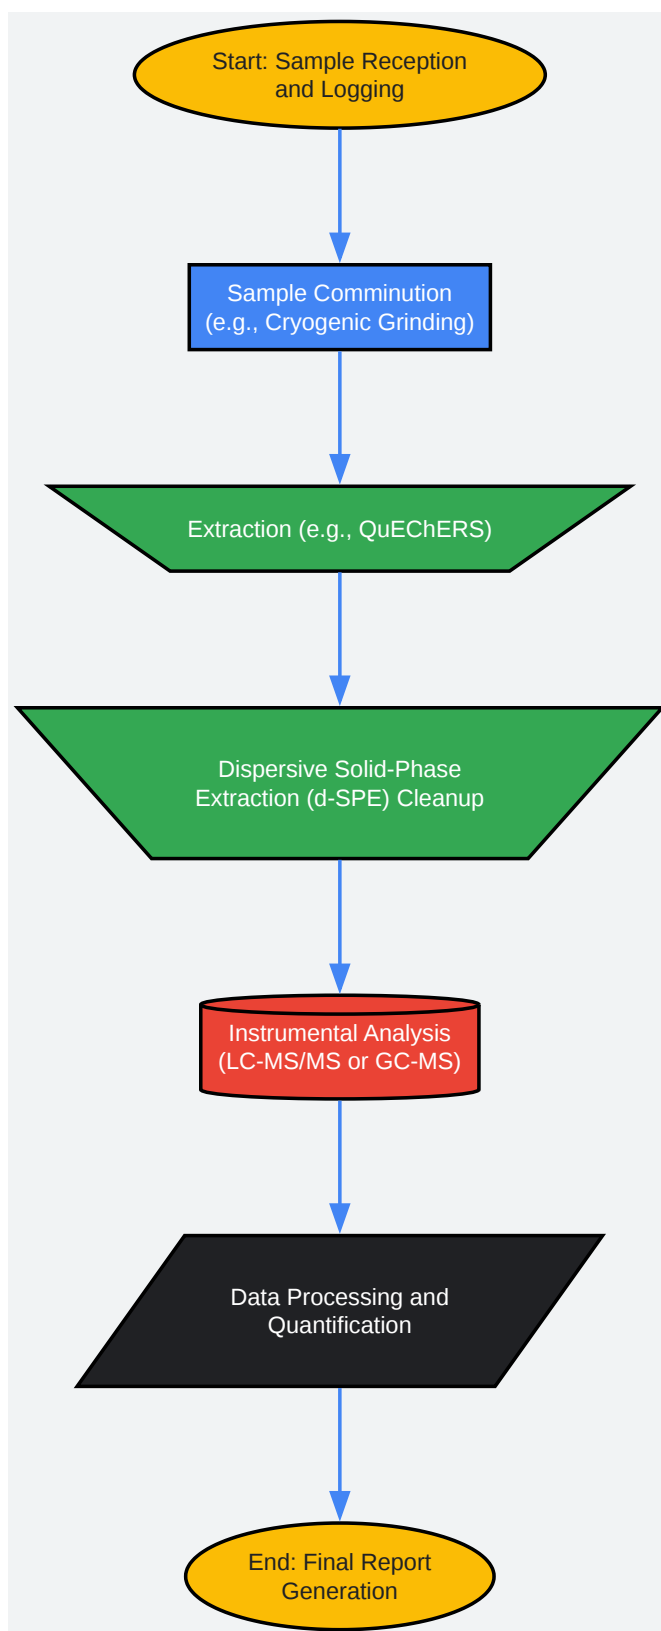 Start: Sample Reception
and Logging
Sample Comminution
(e.g., Cryogenic Grinding)
Extraction (e.g., QuEChERS)
Dispersive Solid-Phase
Extraction (d-SPE) Cleanup
Instrumental Analysis
(LC-MS/MS or GC-MS)
Data Processing and
Quantification
End: Final Report
Generation